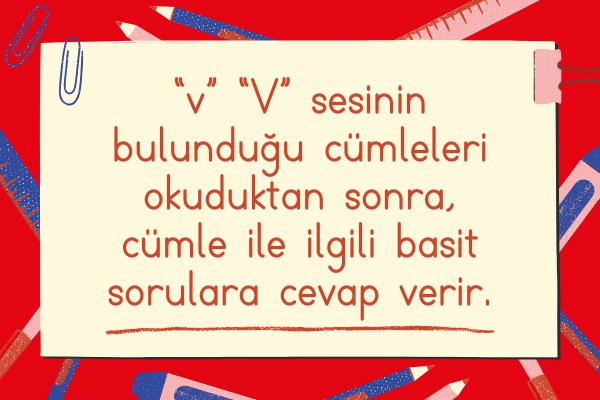 “v” “V” sesinin
bulunduğu cümleleri
okuduktan sonra,
cümle ile ilgili basit
sorulara cevap verir.